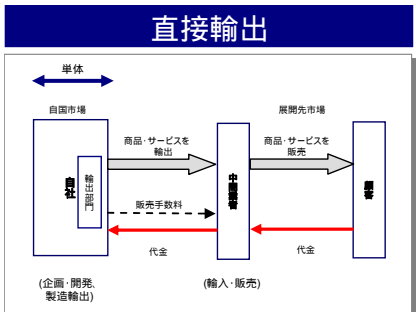 直接輸出
単体
自国市場
展開先市場
商品･サービスを
輸出
商品･サービスを
販売
自社
輸出部門
中間業者
顧客
販売手数料
代金
代金
(企画･開発、
製造輸出)
(輸入･販売)